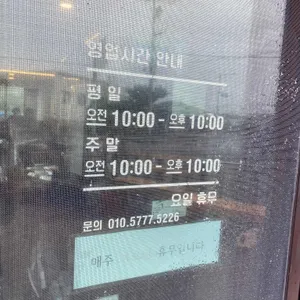 영업시간 안내
평 일
오전 10:00 - 오후 10:00
주 말
오전 10:00 - 오후 10:00
요일 휴무
문의 010.5777.5226
매주 휴무입니다